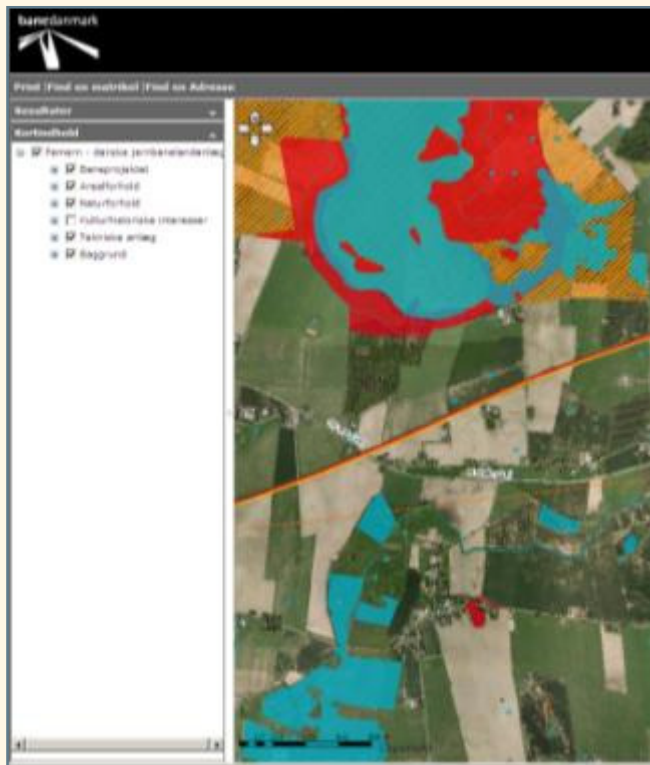 banedanmark
Print |Find en matrikel |Find en Adresse
Resultater
Kortindhold
Femern - danske jernbanelandanlæg
Baneprojektet
Arealforhold
Naturforhold
Kulturhistoriske interesser
Tekniske anlæg
Baggrund